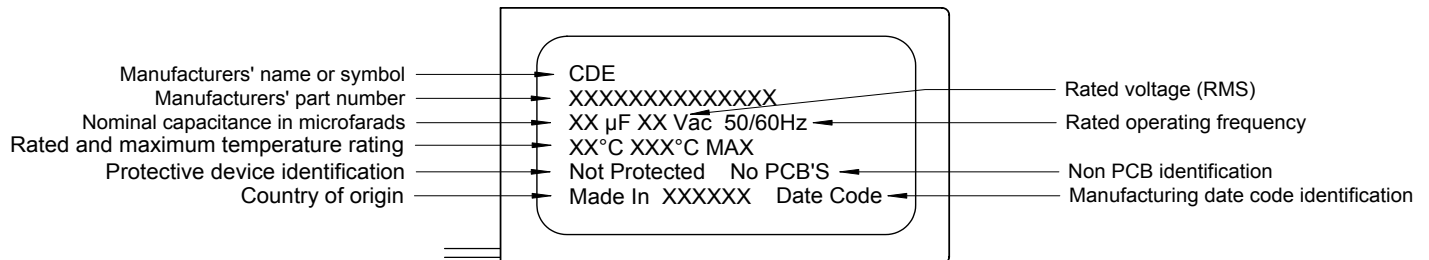 Manufacturers' name or symbol
Manufacturers' part number
Nominal capacitance in microfarads
Rated and maximum temperature rating
Protective device identification
Country of origin
CDE
XXXXXXXXXXXXXX
XX µF XX Vac 50/60Hz
XX°C XXX°C MAX
Not Protected No PCB'S
Made In XXXXXX Date Code
Rated voltage (RMS)
Rated operating frequency
Non PCB identification
Manufacturing date code identification